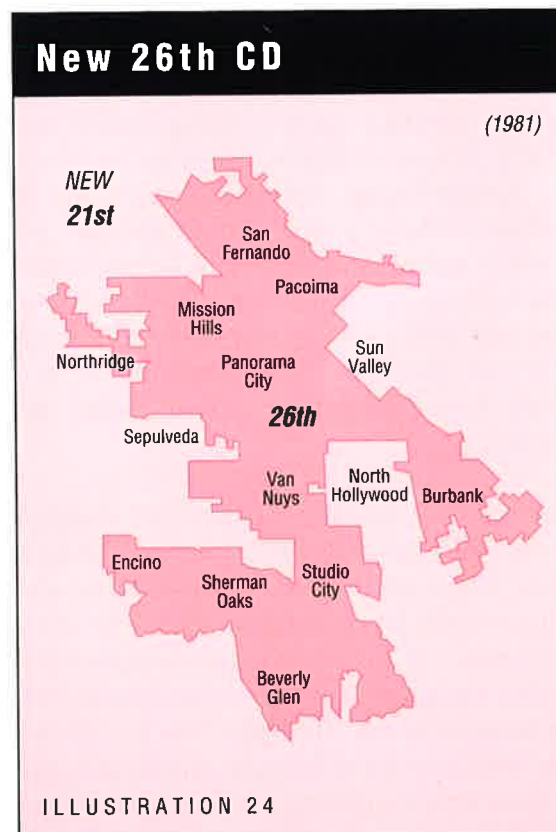 New 26th CD
(1981)
NEW
21st
San
Fernando
Pacoima
Mission
Hills
Northridge
Panorama
City
Sun
Valley
26th
Sepulveda
Van
Nuys
North
Hollywood
Burbank
Encino
Sherman
Oaks
Studio
City
Beverly
Glen
ILLUSTRATION 24